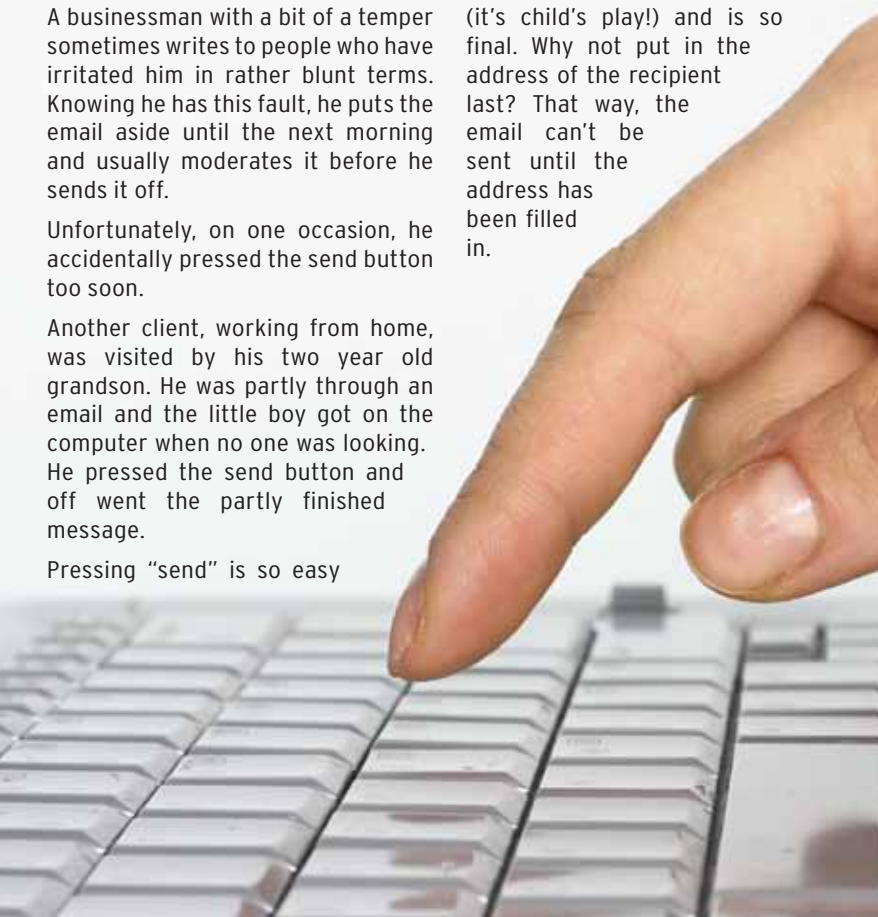 A businessman with a bit of a temper
sometimes writes to people who have
irritated him in rather blunt terms.
Knowing he has this fault, he puts the
email aside until the next morning
and usually moderates it before he
sends it off.
Unfortunately, on one occasion, he
accidentally pressed the send button
too soon.
Another client, working from home,
was visited by his two year old
grandson. He was partly through an
email and the little boy got on the
computer when no one was looking.
He pressed the send button and
off went the partly finished
message.
Pressing “send” is so easy
(it's child's play!) and is so
final. Why not put in the
address of the recipient
last? That way, the
email can't be
sent until the
address has
been filled
in.